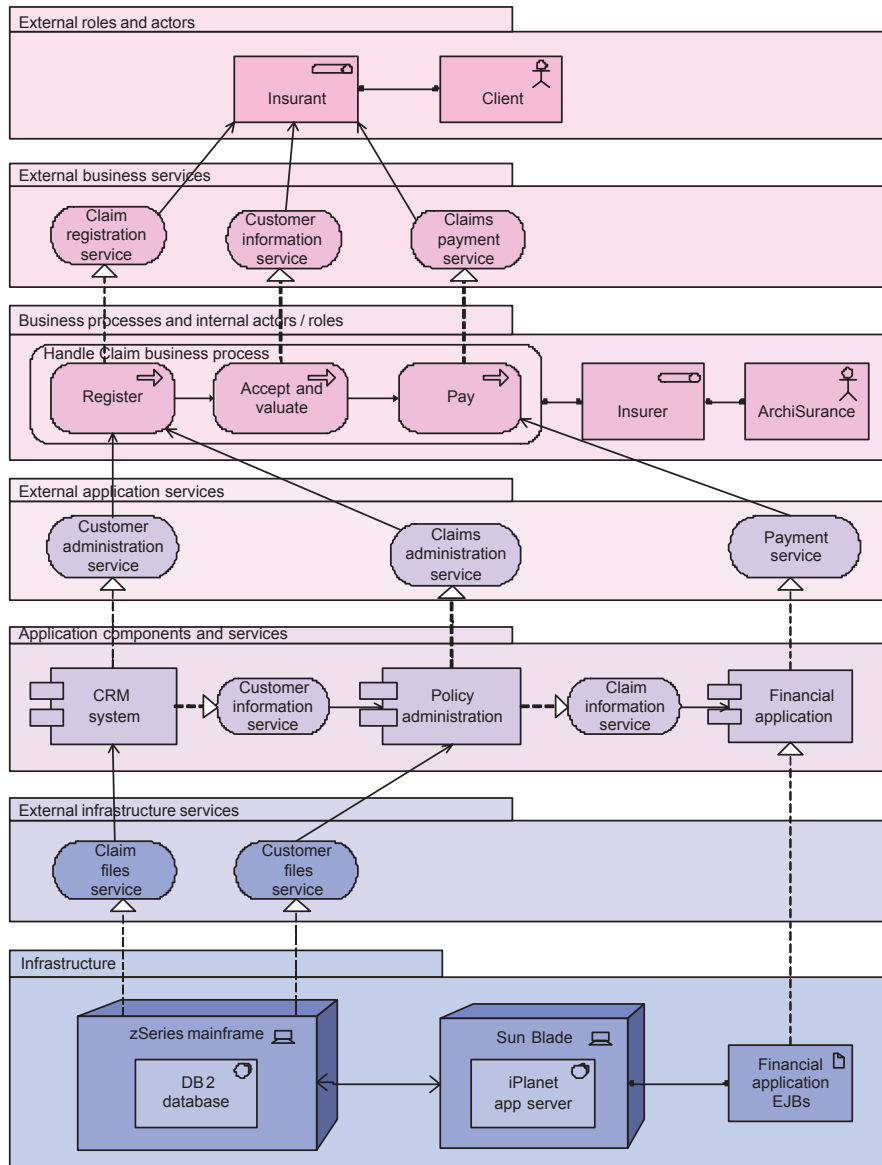 External roles and actors
Insurant
Client
External business services
Claim
registration
service
Customer
information
service
Claims
payment
service
Business processes and internal actors / roles
Handle Claim business process
Register
Accept and
valuate
Pay
Insurer
ArchiSurance
External application services
Customer
administration
service
Claims
administration
service
Payment
service
Application components and services
CRM
system
Customer
information
service
Policy
administration
Claim
information
service
Financial
application
External infrastructure services
Claim
files
service
Customer
files
service
Infrastructure
zSeries mainframe
DB2
database
Sun Blade
iPlanet
app server
Financial
application
EJBs